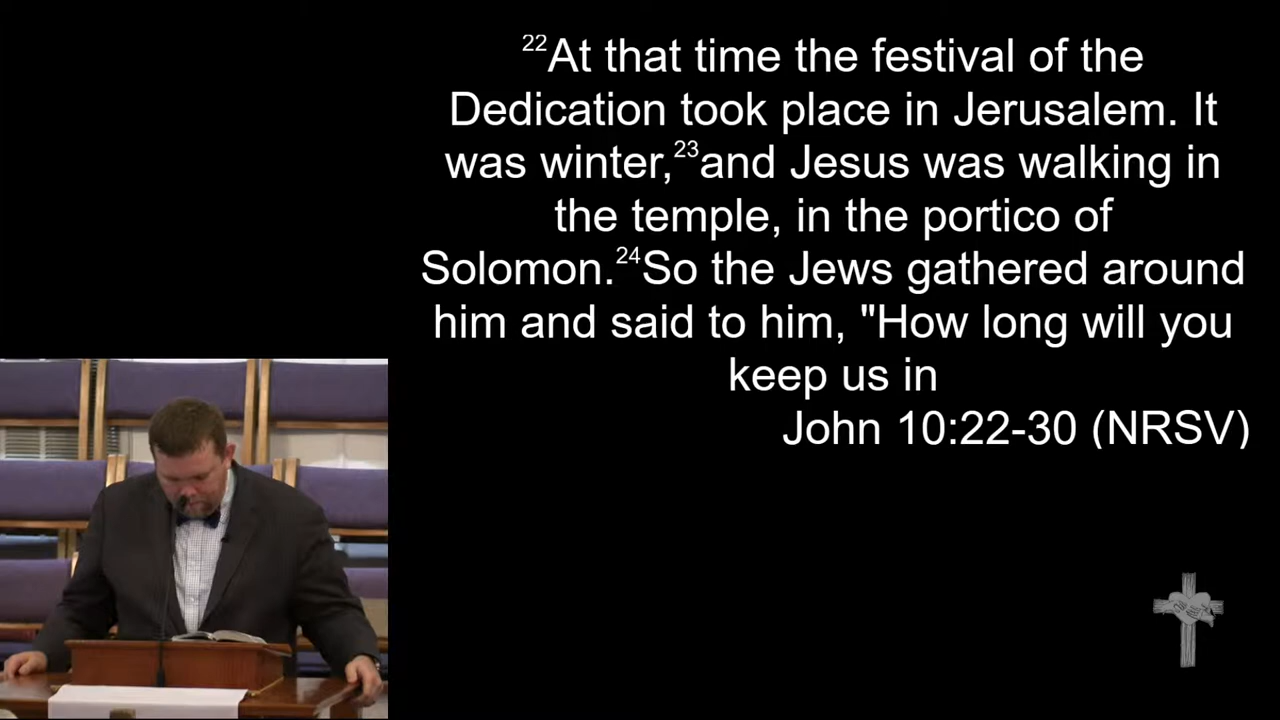 ²²At that time the festival of the
Dedication took place in Jerusalem. It
was winter,²³and Jesus was walking in
the temple, in the portico of
Solomon.²⁴So the Jews gathered around
him and said to him, "How long will you
keep us in
John 10:22-30 (NRSV)